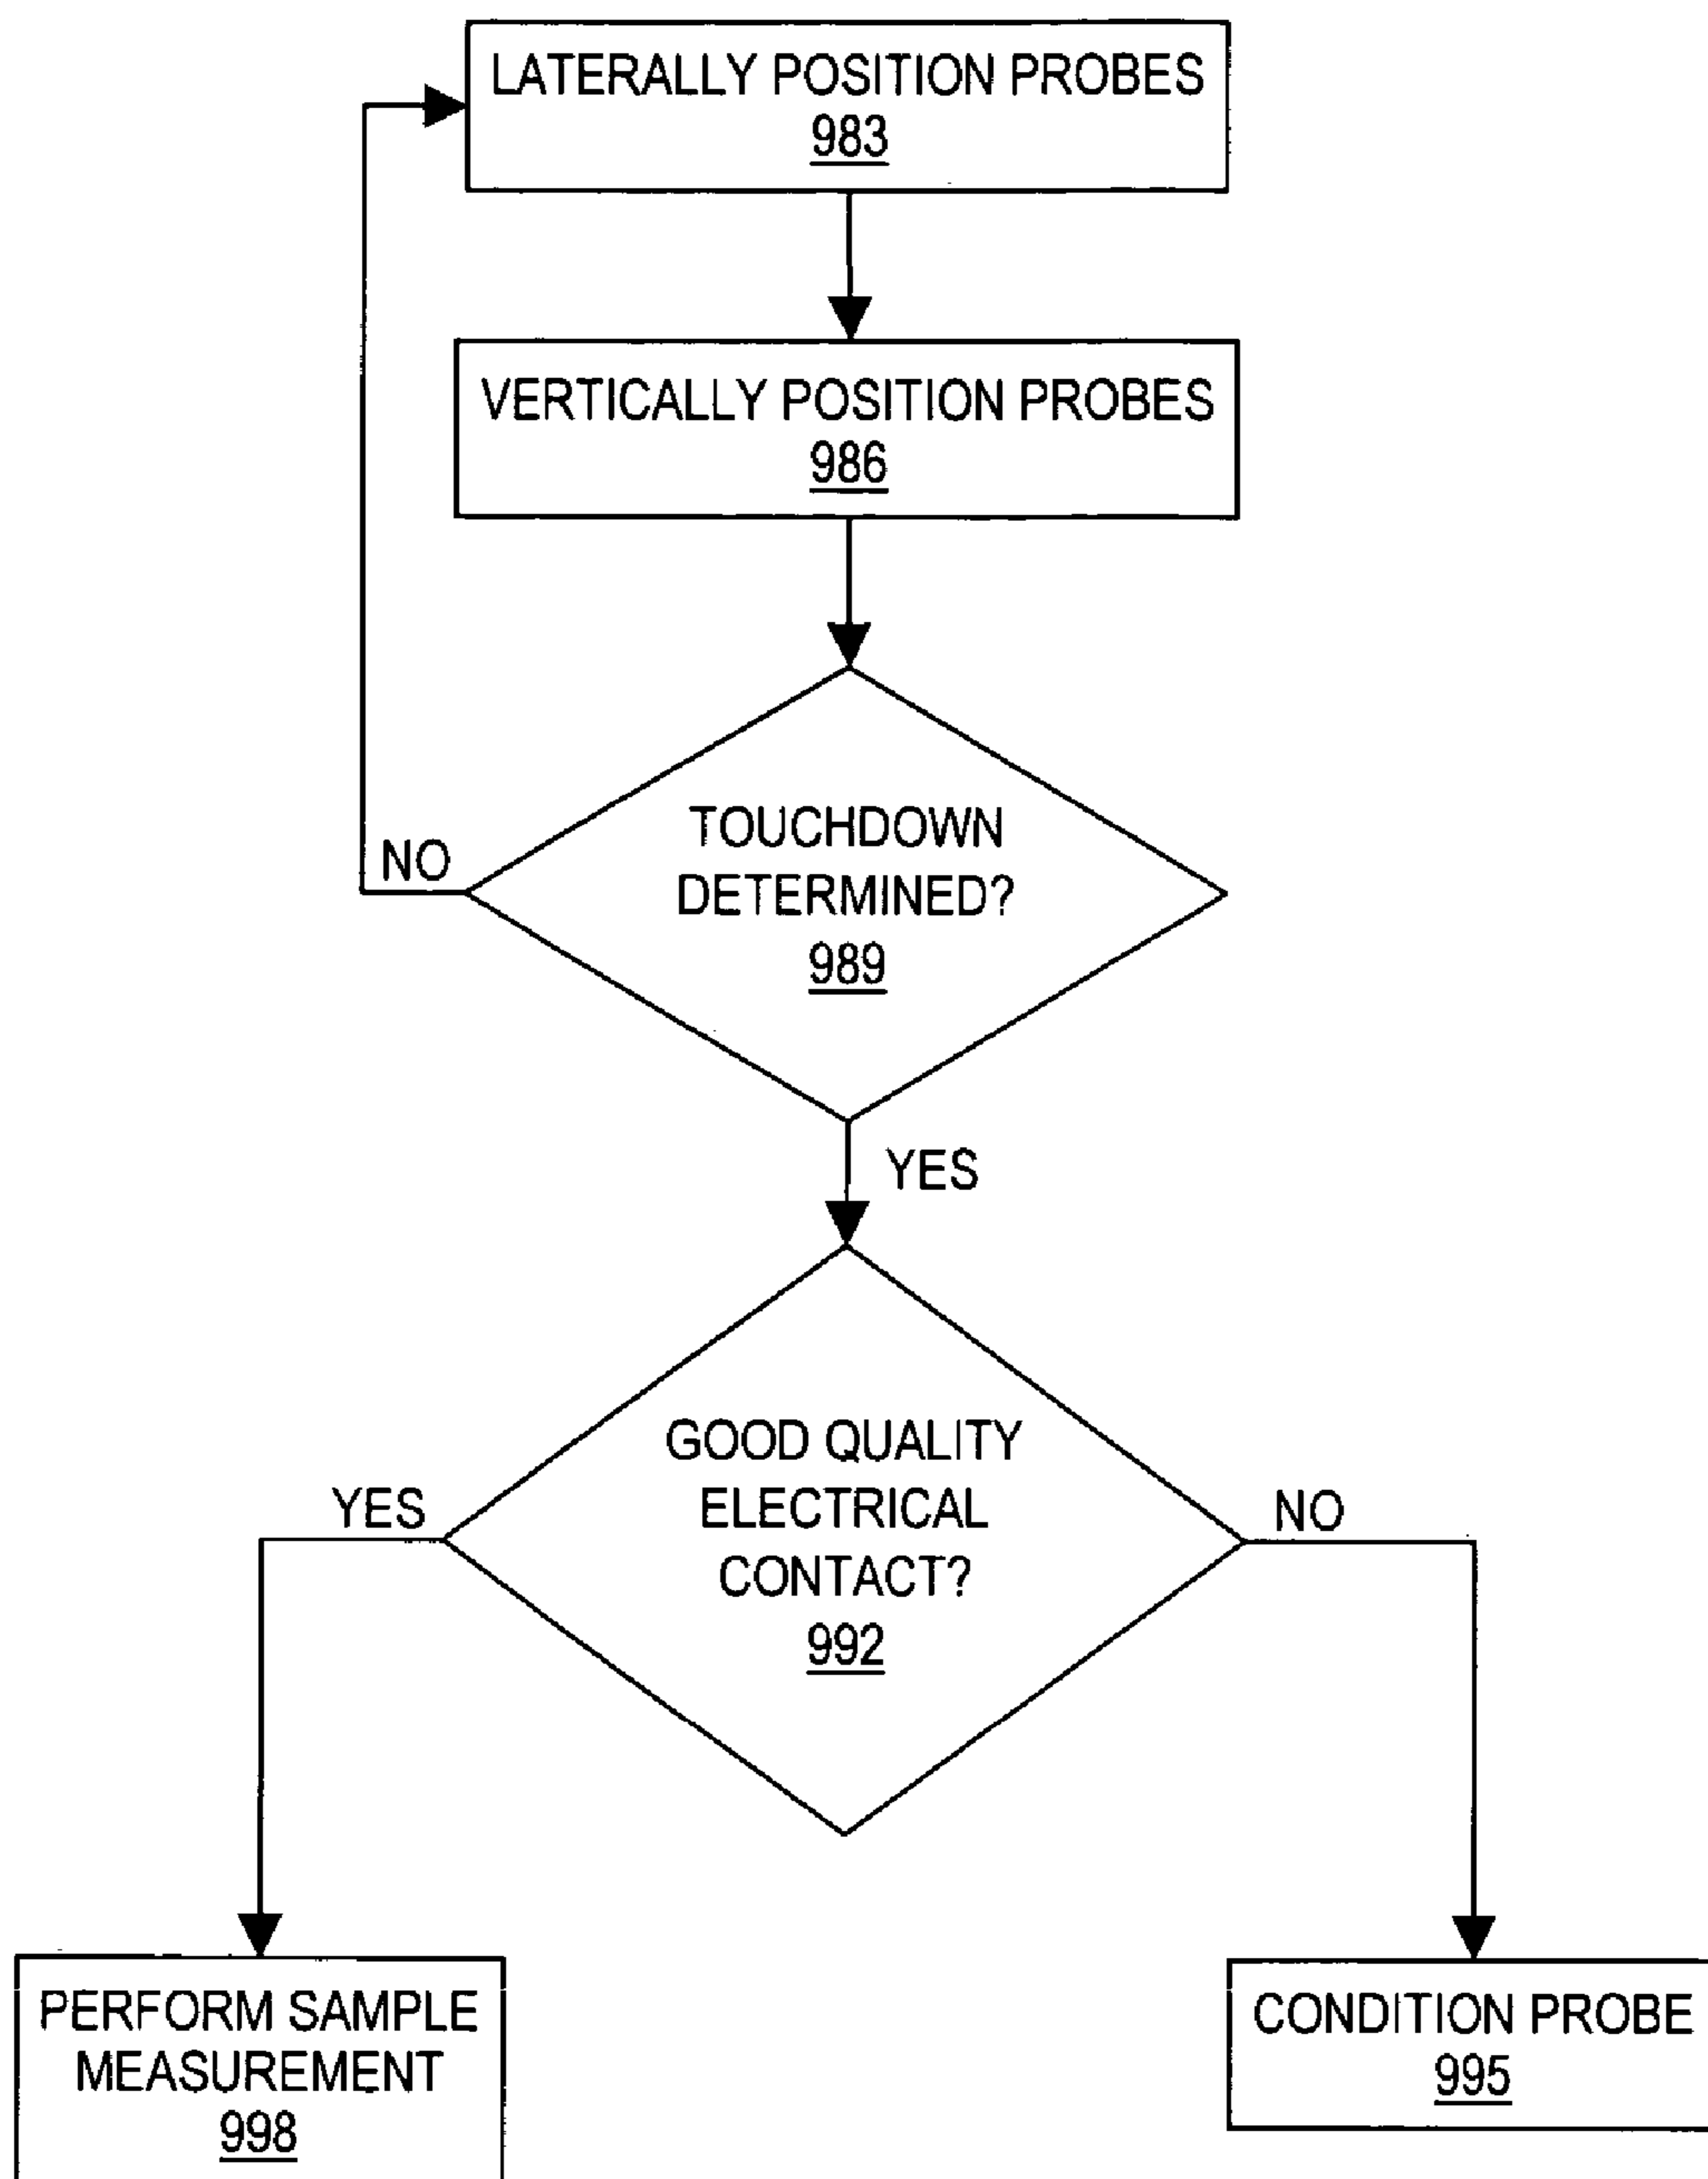 LATERALLY POSITION PROBES
983
VERTICALLY POSITION PROBES
986
TOUCHDOWN
DETERMINED?
989
NO
YES
GOOD QUALITY
ELECTRICAL
CONTACT?
992
YES
NO
PERFORM SAMPLE
MEASUREMENT
998
CONDITION PROBE
995